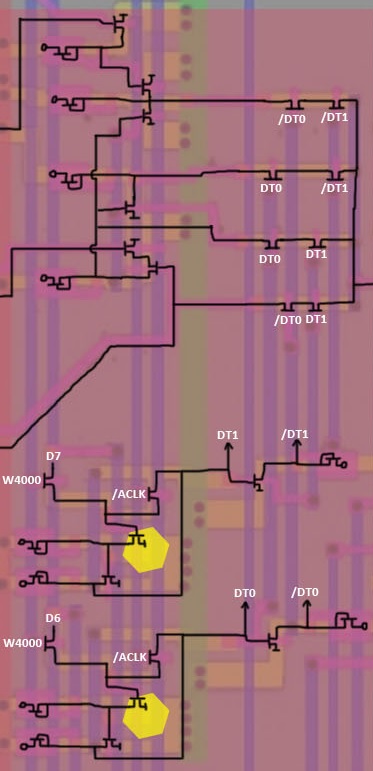 /DT0 /DT1
DT0 /DT1
DT0 DT1
/DT0 DT1
D7
DT1 /DT1
W4000
/ACLK
D6
DT0 /DT0
W4000
/ACLK